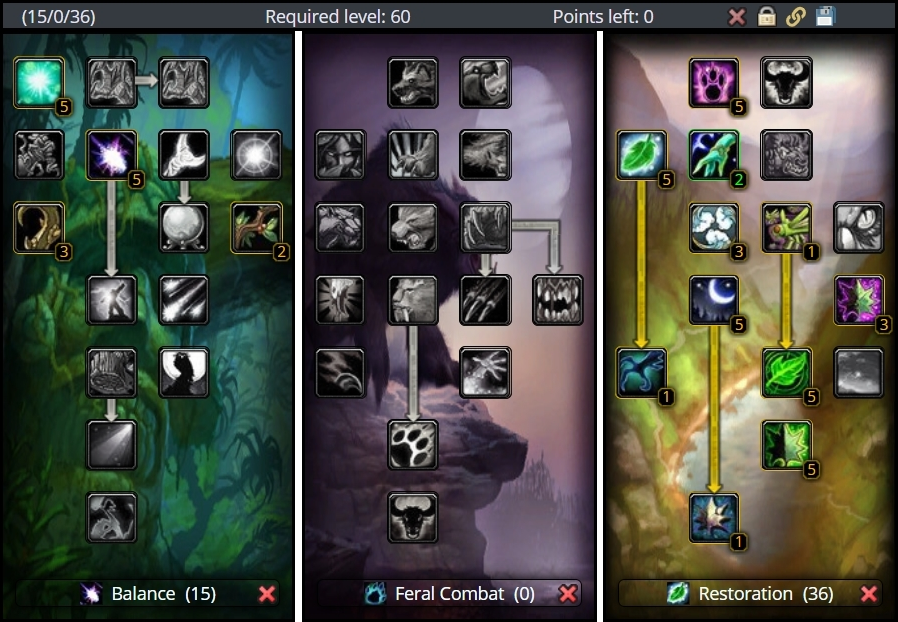 (15/0/36) Required level: 60 Points left: 0
5 5
5 5 2
3 2 3 1
5 3
1 5
5
1
Balance (15) Feral Combat (0) Restoration (36)